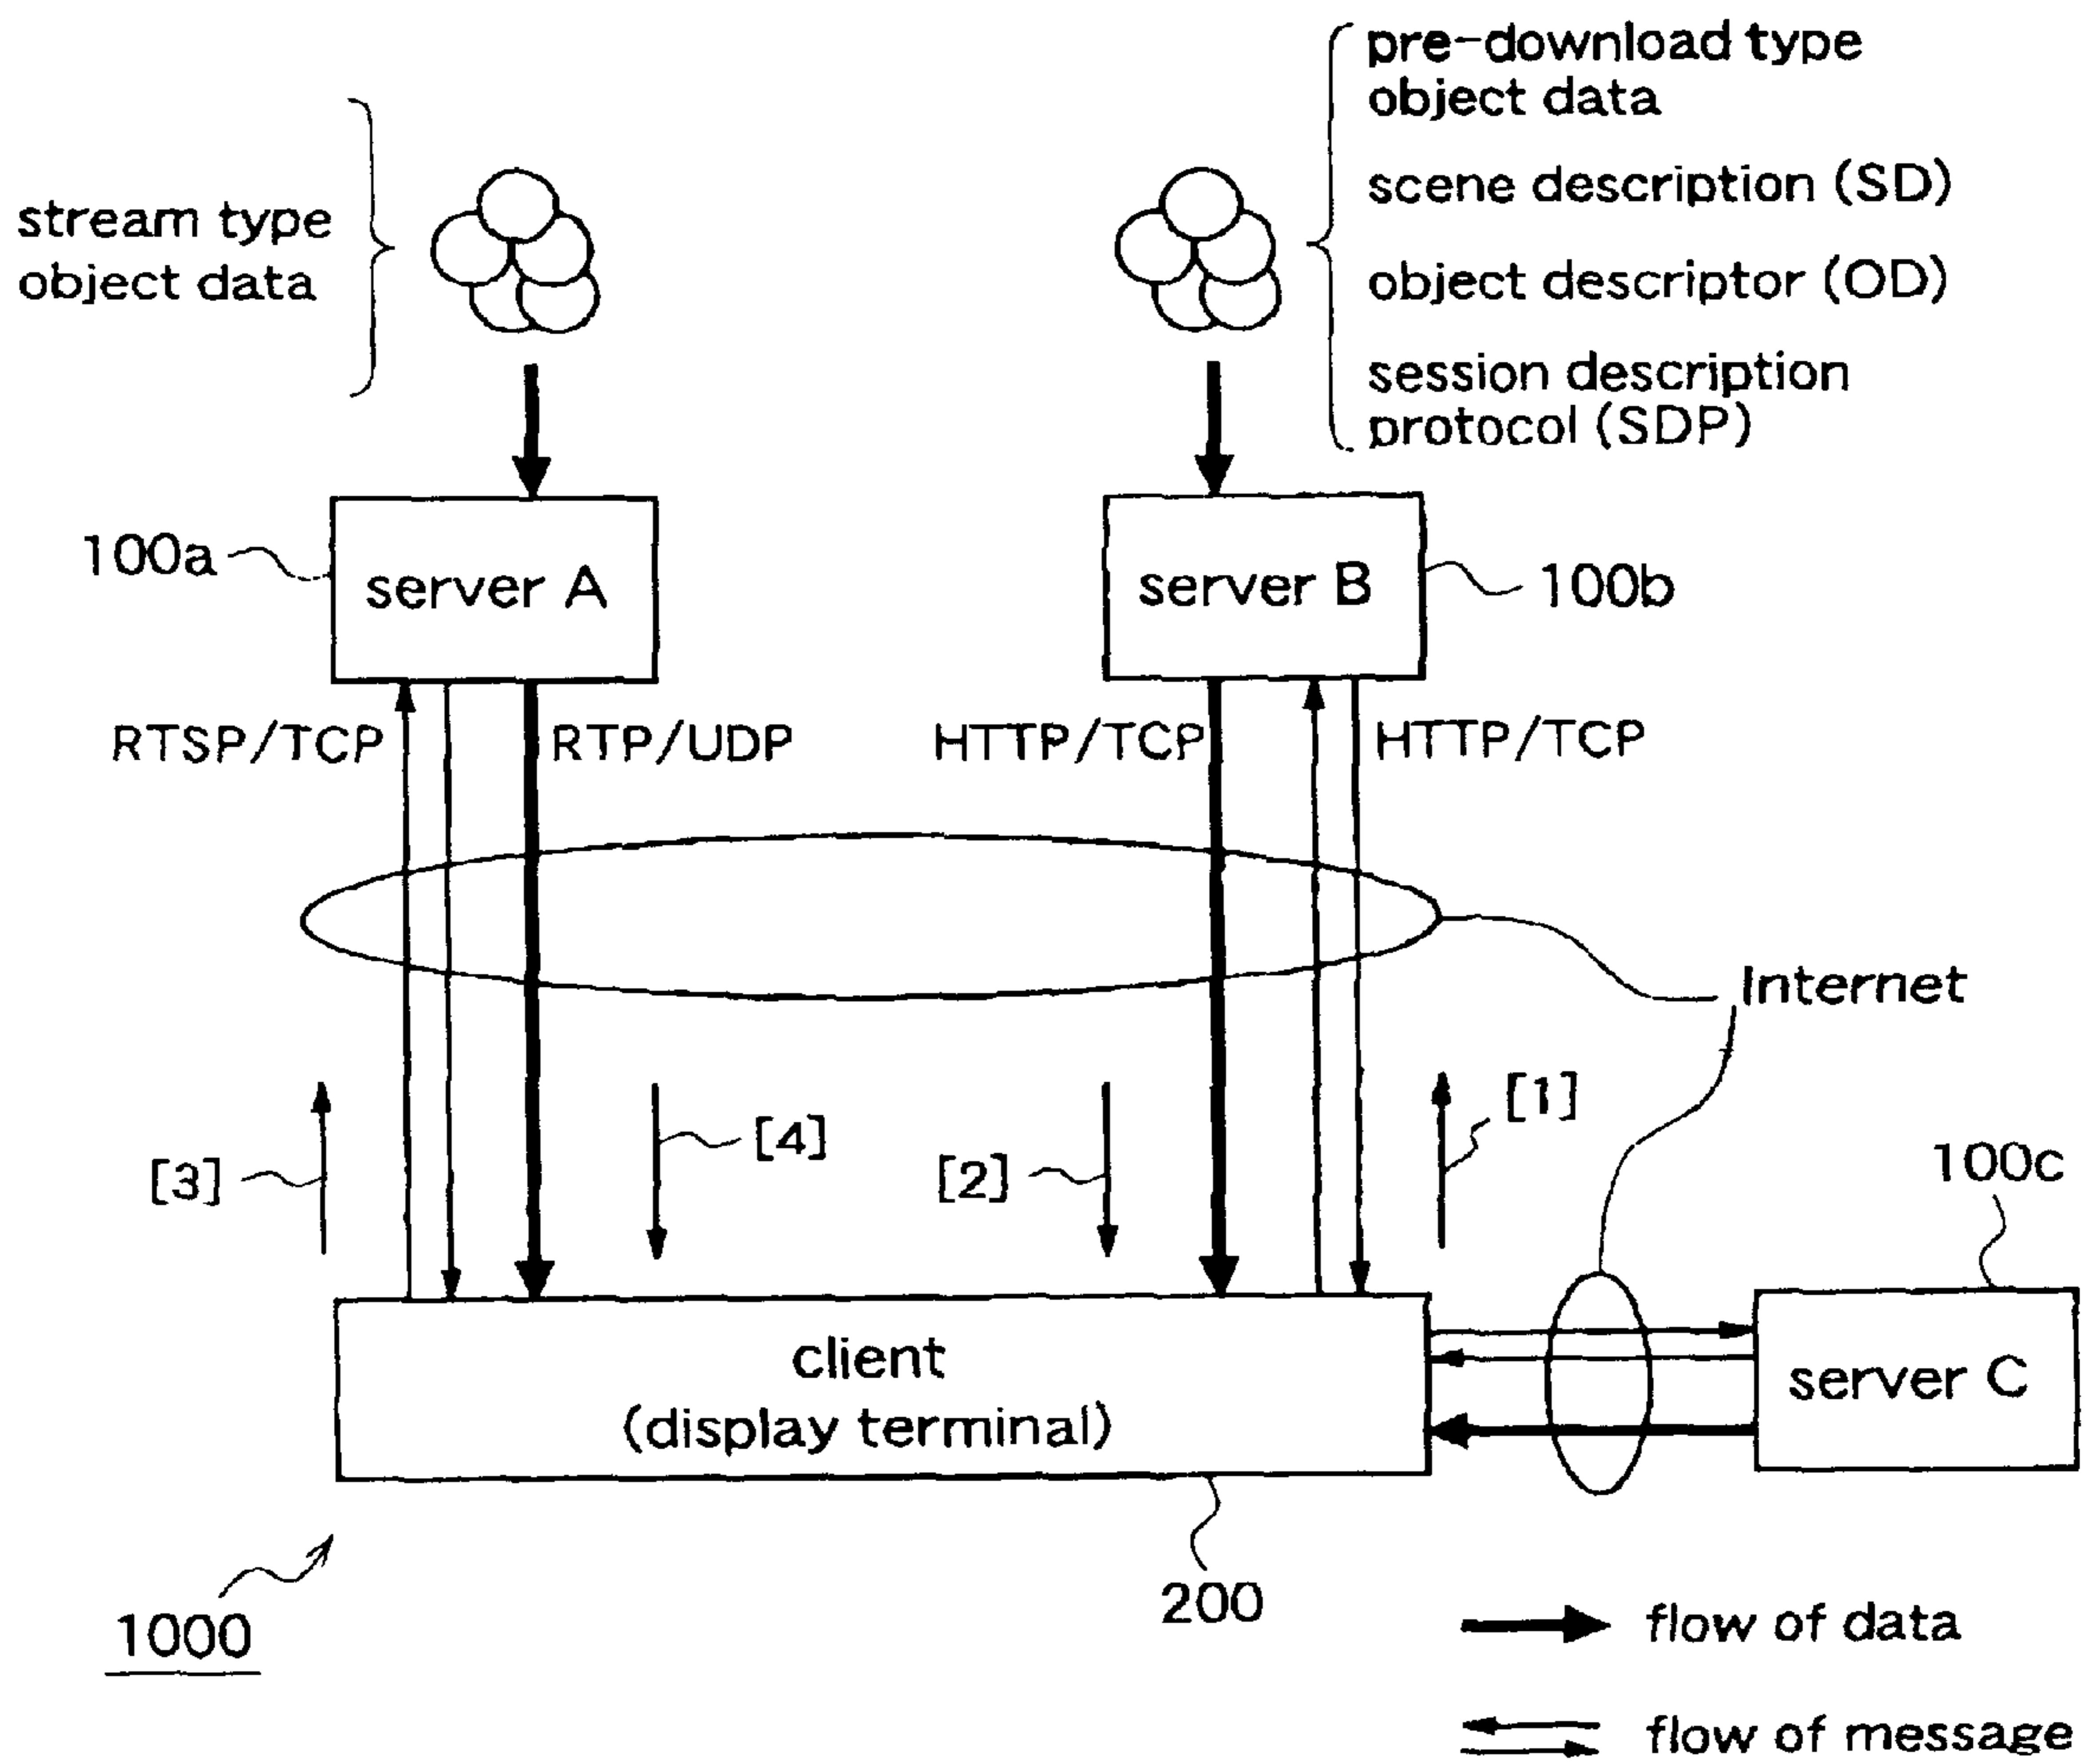 pre-download type
object data
scene description (SD)
object descriptor (OD)
session description
protocol (SDP)
stream type
object data
100a
server A
server B
100b
RTSP/TCP
RTP/UDP
HTTP/TCP
HTTP/TCP
Internet
[1]
[4]
[3]
[2]
100c
client
(display terminal)
server C
200
1000
flow of data
flow of message